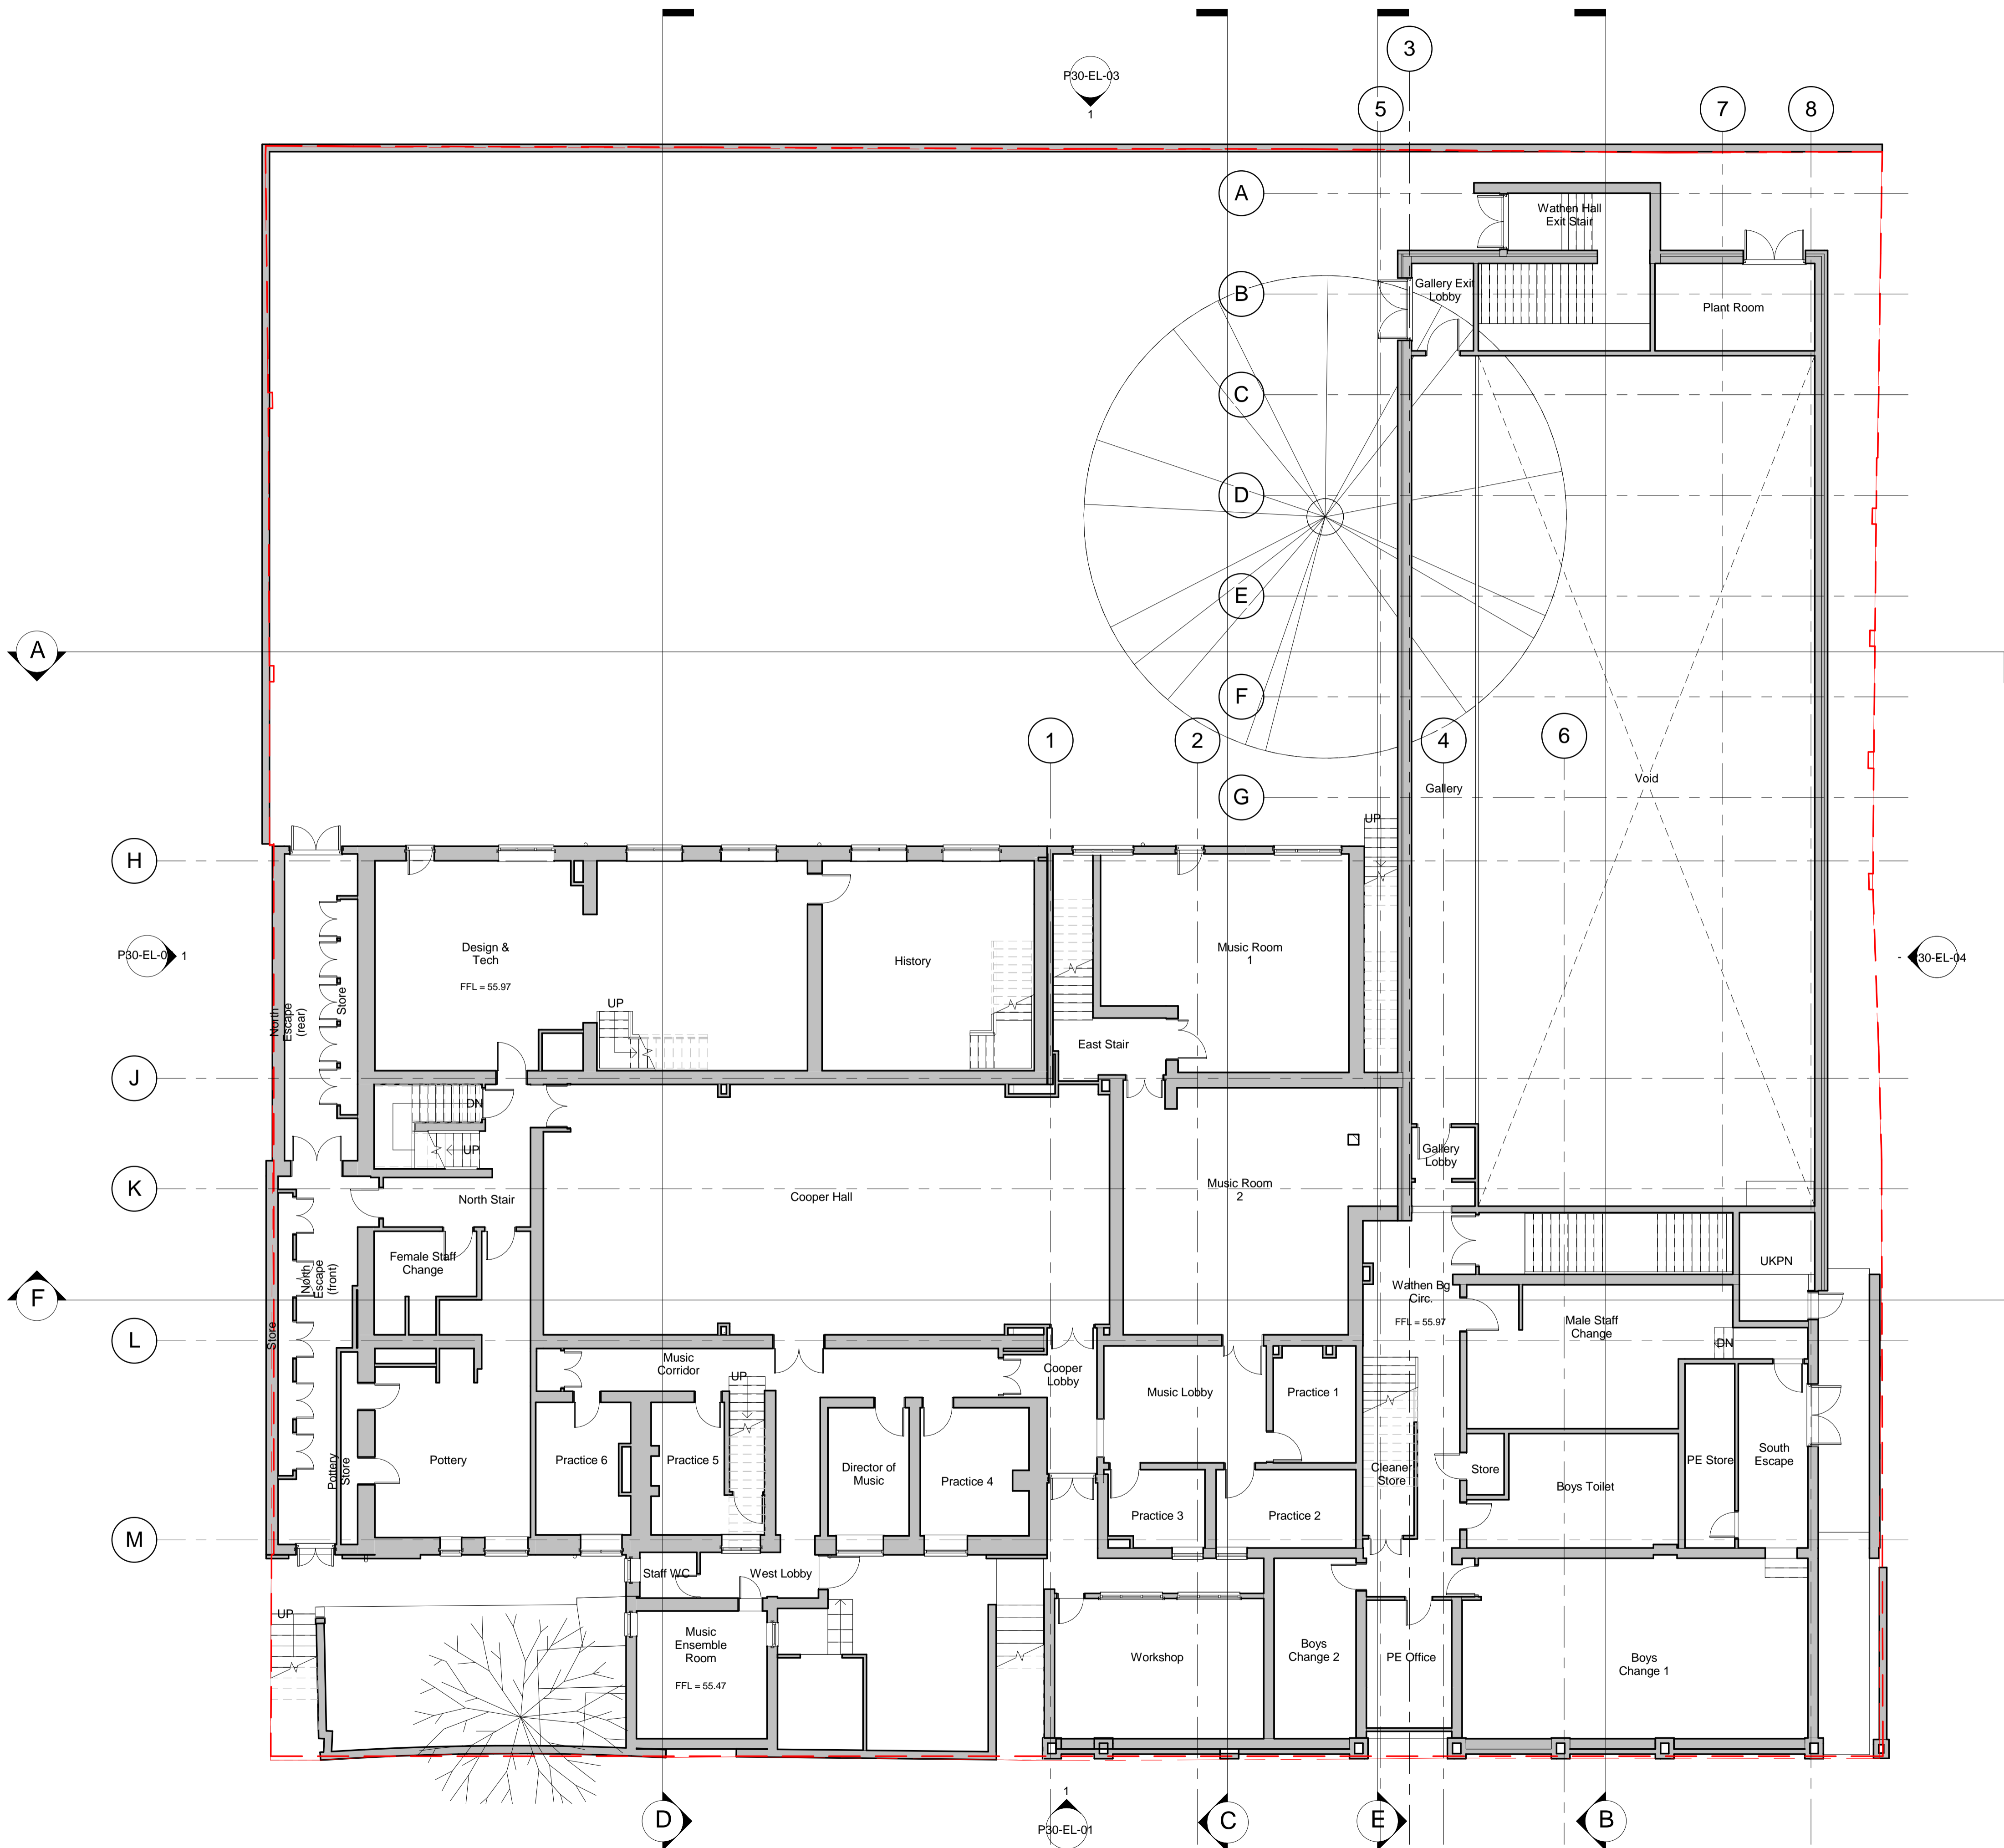 3
P30-EL-03
1
5
7
8
A
Wathen Hall
Exit Stair
B
Gallery Exit
Lobby
Plant Room
C
D
E
A
F
1
2
4
6
Void
Gallery
G
UP
H
Design &
Tech
FFL = 55.97
History
Music Room
1
P30-EL-0
1
30-EL-04
North
Escape
(rear)
Store
UP
East Stair
J
DN
UP
Gallery
Lobby
K
North Stair
Cooper Hall
Music Room
2
Female Staff
Change
North
Escape
(front)
Store
UKPN
Wathen Bg
Circ.
FFL = 55.97
F
Male Staff
Change
L
DN
Music
Corridor
UP
Cooper
Lobby
Music Lobby
Practice 1
Pottery
Store
Pottery
Practice 6
Practice 5
Director of
Music
Practice 4
Cleaner
Store
Store
PE Store
South
Escape
Boys Toilet
Practice 3
Practice 2
M
Staff WC
West Lobby
UP
Music
Ensemble
Room
FFL = 55.47
Workshop
Boys
Change 2
PE Office
Boys
Change 1
1
D
P30-EL-01
C
E
B